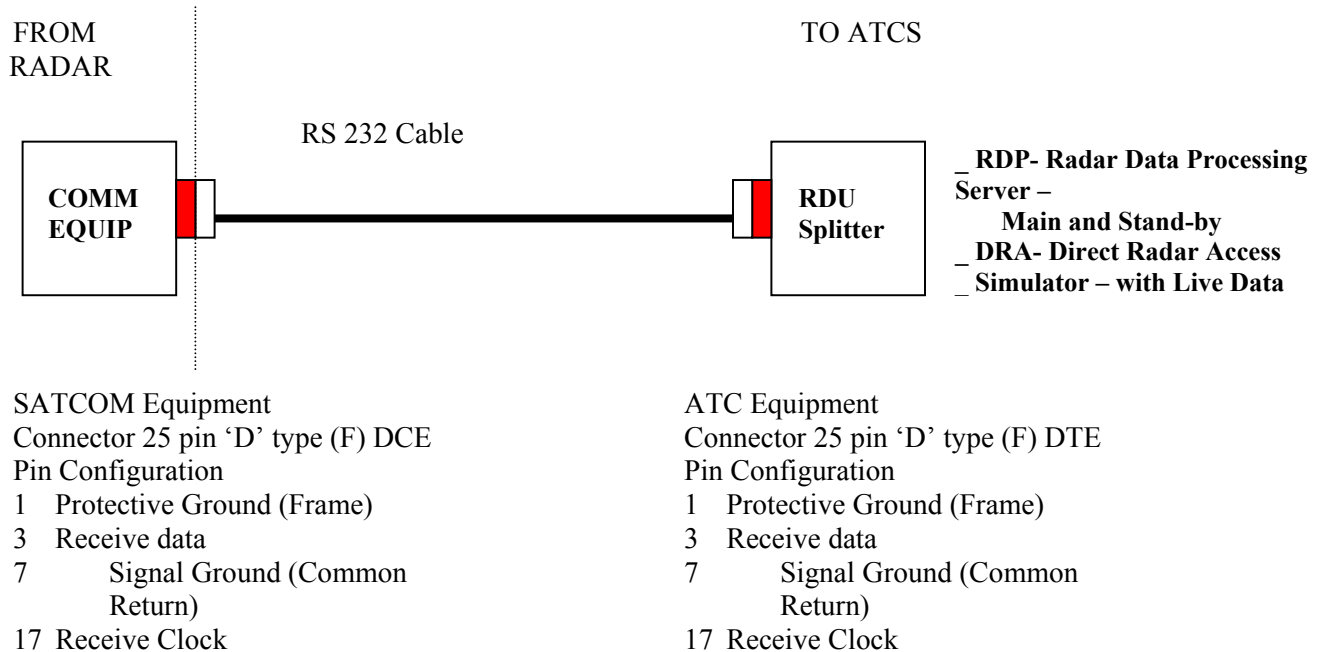 FROM
RADAR
TO ATCS
RS 232 Cable
COMM
EQUIP
RDU
Splitter
_ RDP- Radar Data Processing
Server –
Main and Stand-by
_ DRA- Direct Radar Access
_ Simulator – with Live Data
SATCOM Equipment
Connector 25 pin ‘D’ type (F) DCE
Pin Configuration
1 Protective Ground (Frame)
3 Receive data
7 Signal Ground (Common
Return)
17 Receive Clock
ATC Equipment
Connector 25 pin ‘D’ type (F) DTE
Pin Configuration
1 Protective Ground (Frame)
3 Receive data
7 Signal Ground (Common
Return)
17 Receive Clock